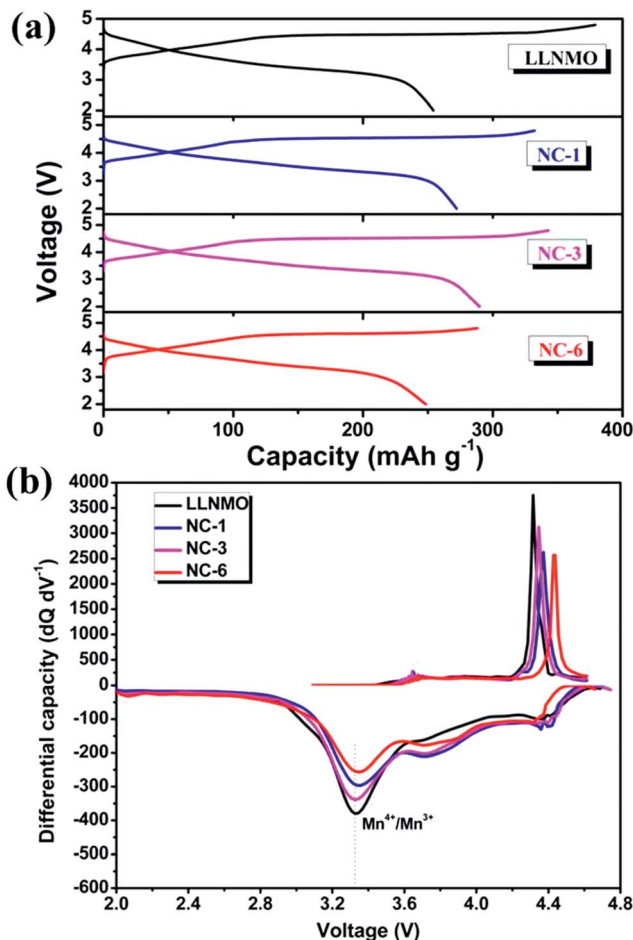 (a)
5
4
3
2
LLNMO
5
4
3
2
NC-1
5
4
3
2
NC-3
5
4
3
2
NC-6
Voltage (V)
0 100 200 300 400
Capacity (mAh g⁻¹)
(b)
4000
3500
3000
2500
2000
1500
1000
500
0
-100
-200
-300
-400
-500
-600
Differential capacity (dQ dV⁻¹)
LLNMO
NC-1
NC-3
NC-6
Mn⁴⁺/Mn³⁺
2.0 2.4 2.8 3.2 3.6 4.0 4.4 4.8
Voltage (V)